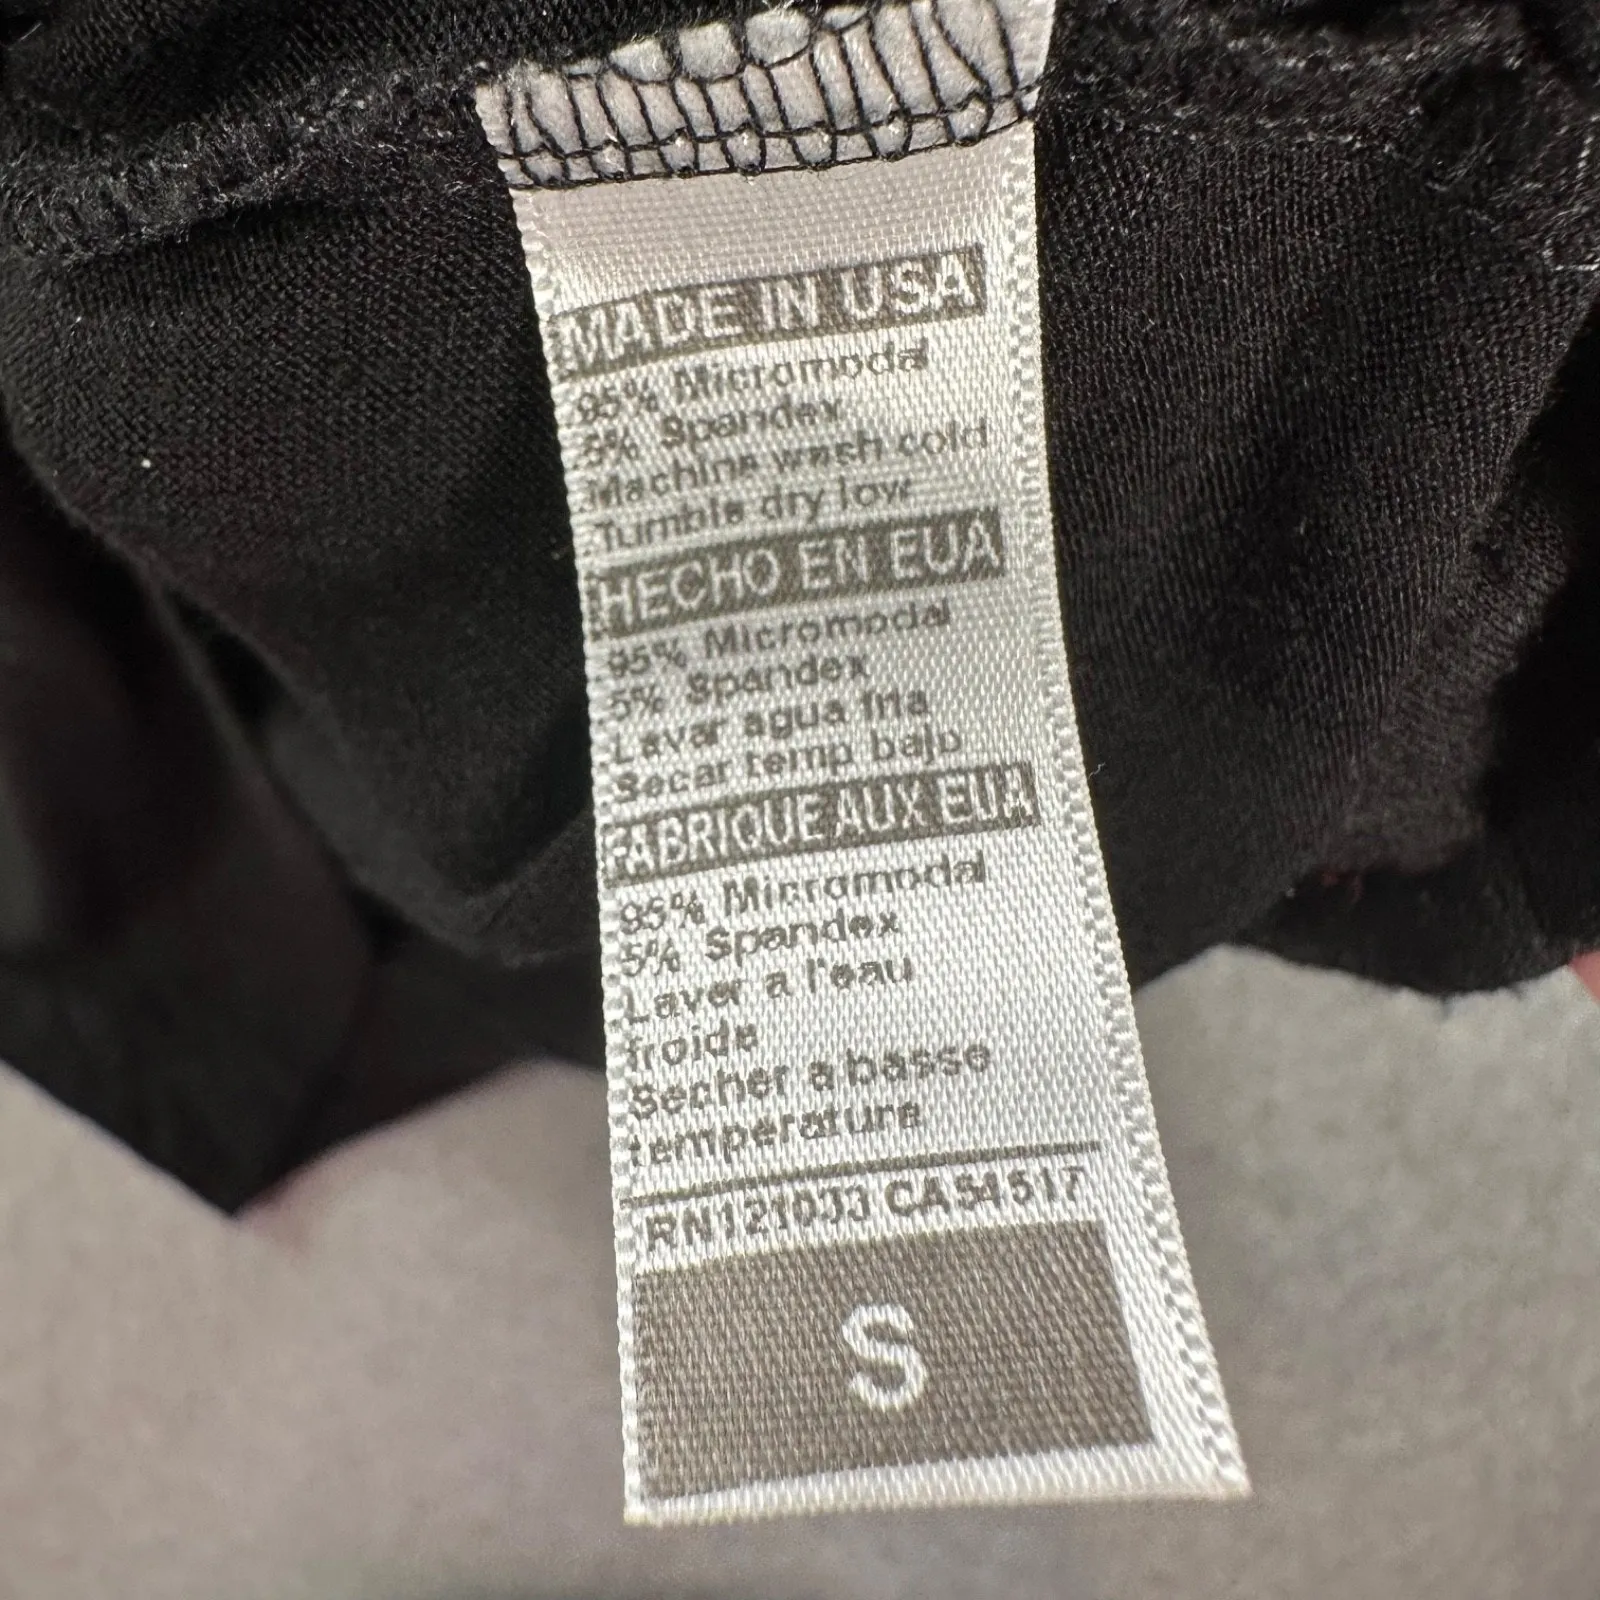 MADE IN USA
95% Micromodal
5% Spandex
Machine wash cold
Tumble dry low
HECHO EN EUA
95% Micromodal
5% Spandex
Lavar agua fria
Secar temp bajo
FABRIQUE AUX EUA
95% Micromodal
5% Spandex
Laver a l'eau
froide
Secher a basse
temperature
RN121033 CA54517
S